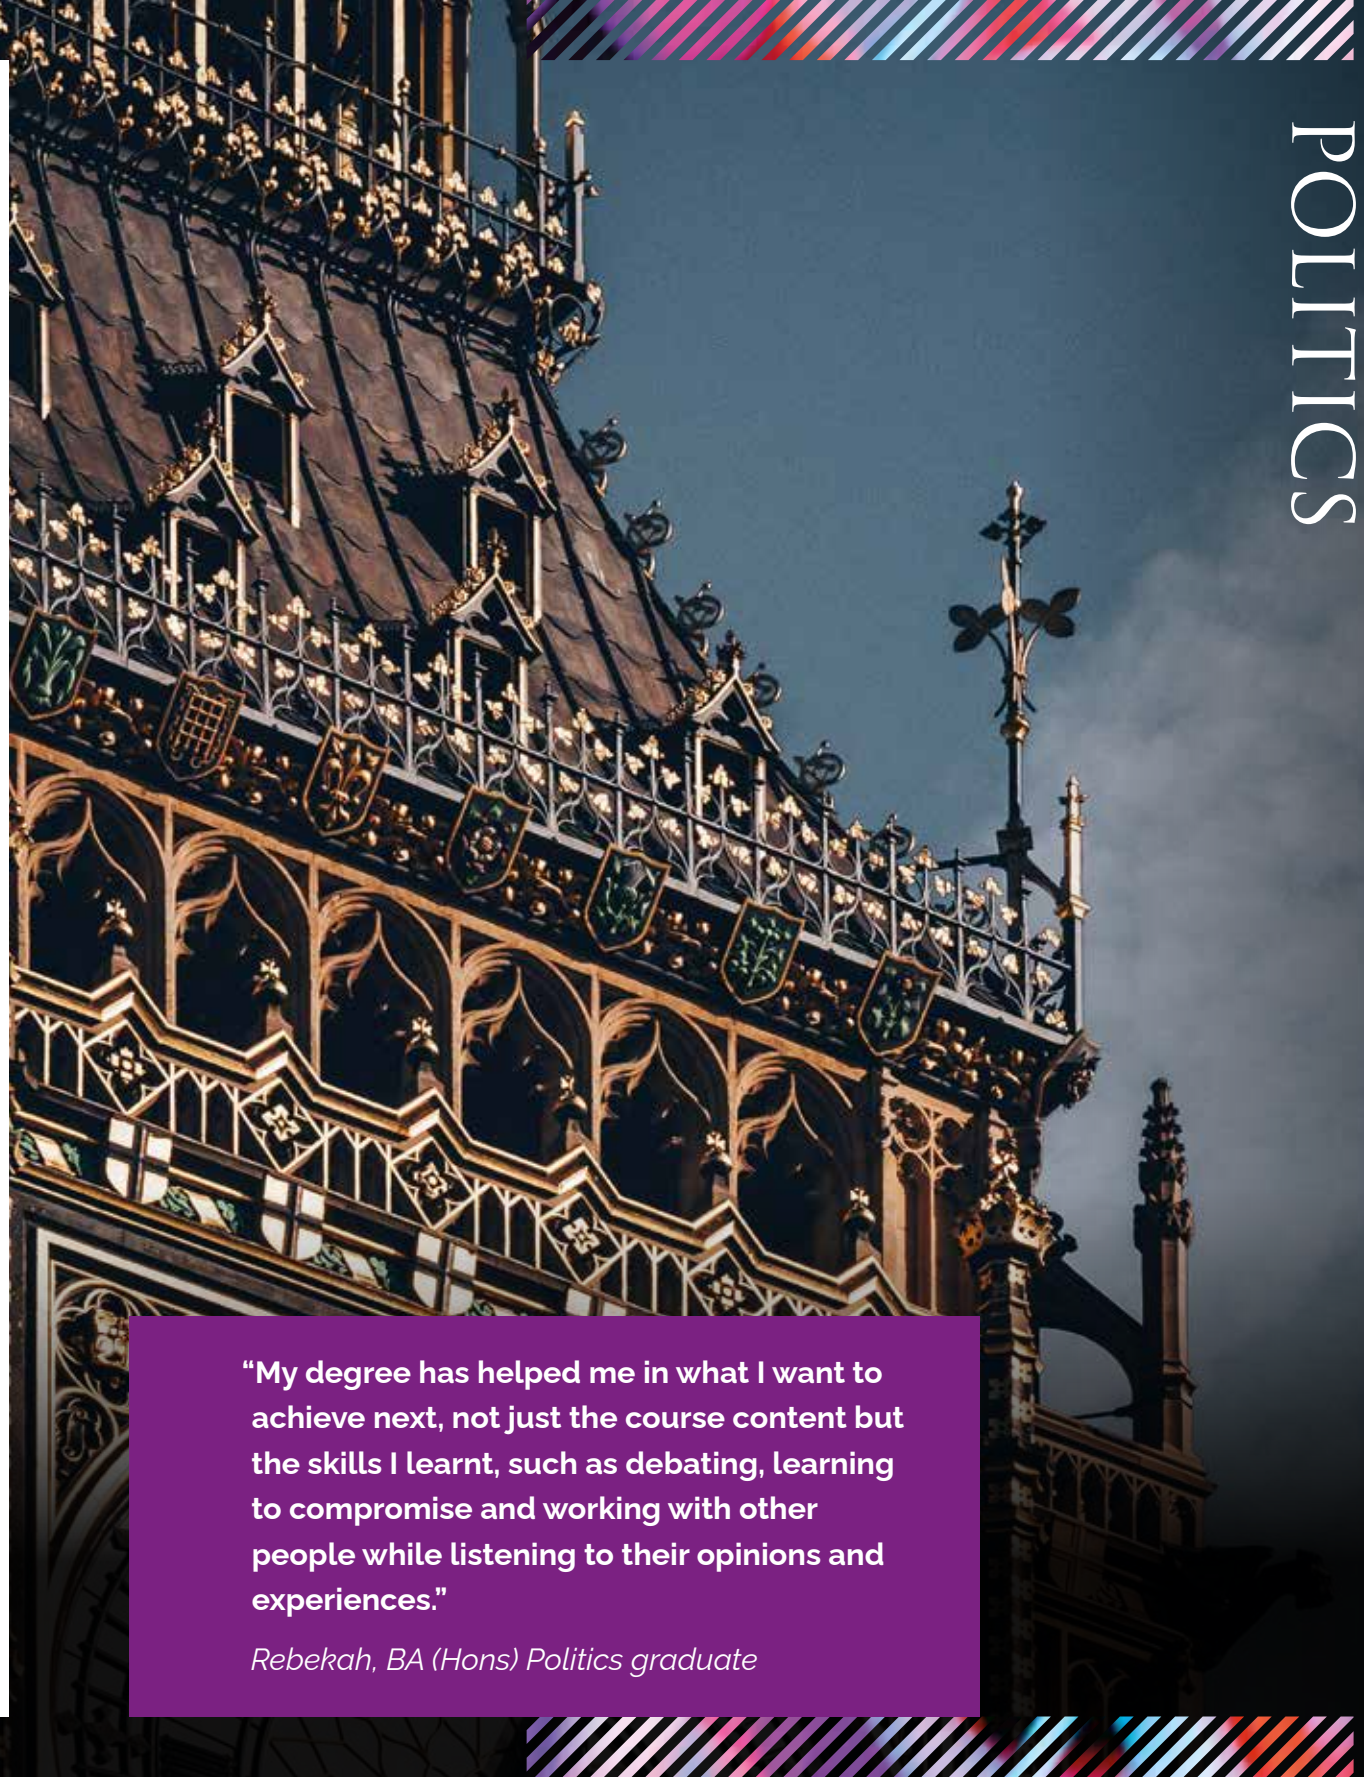 POLITICS
“My degree has helped me in what I want to
achieve next, not just the course content but
the skills I learnt, such as debating, learning
to compromise and working with other
people while listening to their opinions and
experiences.”
Rebekah, BA (Hons) Politics graduate